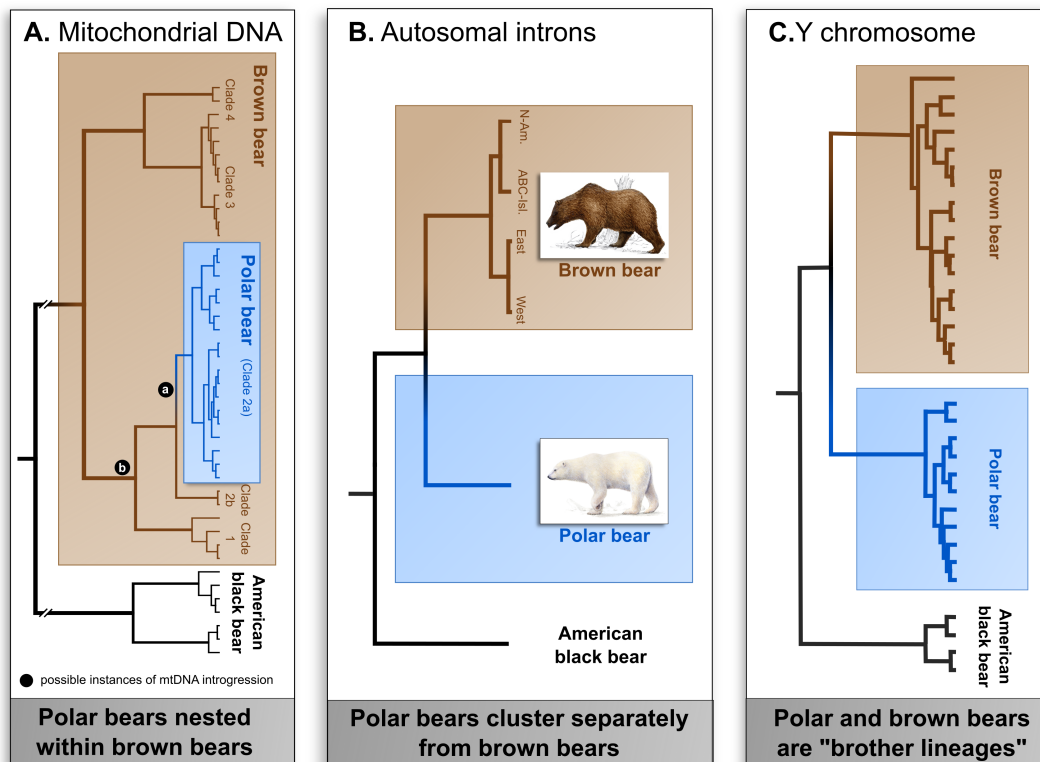 A. Mitochondrial DNA
Brown bear
Clade 4
Clade 3
Polar bear
(Clade 2a)
a
b
Clade
2b
Clade
1
American
black bear
possible instances of mtDNA introgression
Polar bears nested
within brown bears
B. Autosomal introns
N-Am.
ABC-Isl.
East
West
Brown bear
Polar bear
American
black bear
Polar bears cluster separately
from brown bears
C.Y chromosome
Brown bear
Polar bear
American
black bear
Polar and brown bears
are "brother lineages"